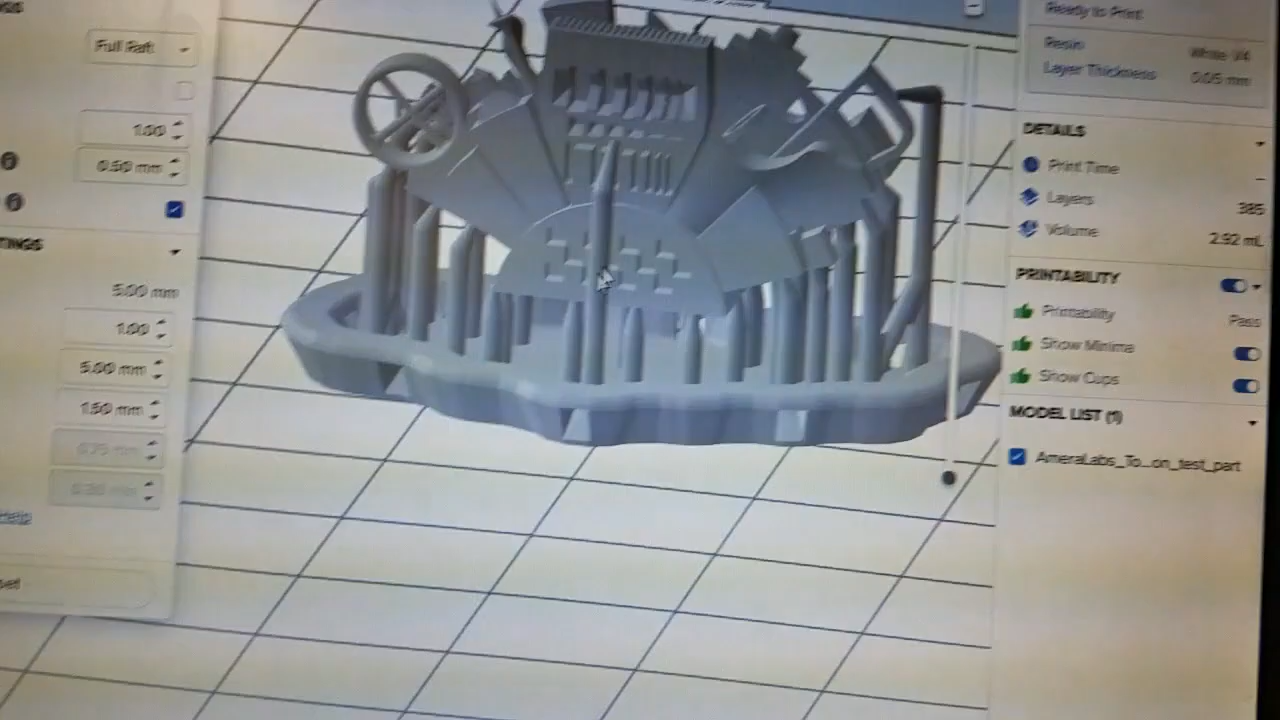 Full Raft
1.00
0.50 mm
TINGS
5.00 mm
1.00
5.00 mm
1.50 mm
Help
Ready to Print
Resin White V4
Layer Thickness 0.05 mm
DETAILS
Print Time
Layers 385
Volume 2.92 mL
PRINTABILITY
Printability Pass
Show Minima
Show Cups
MODEL LIST (1)
AmeraLabs_To...on_test_part